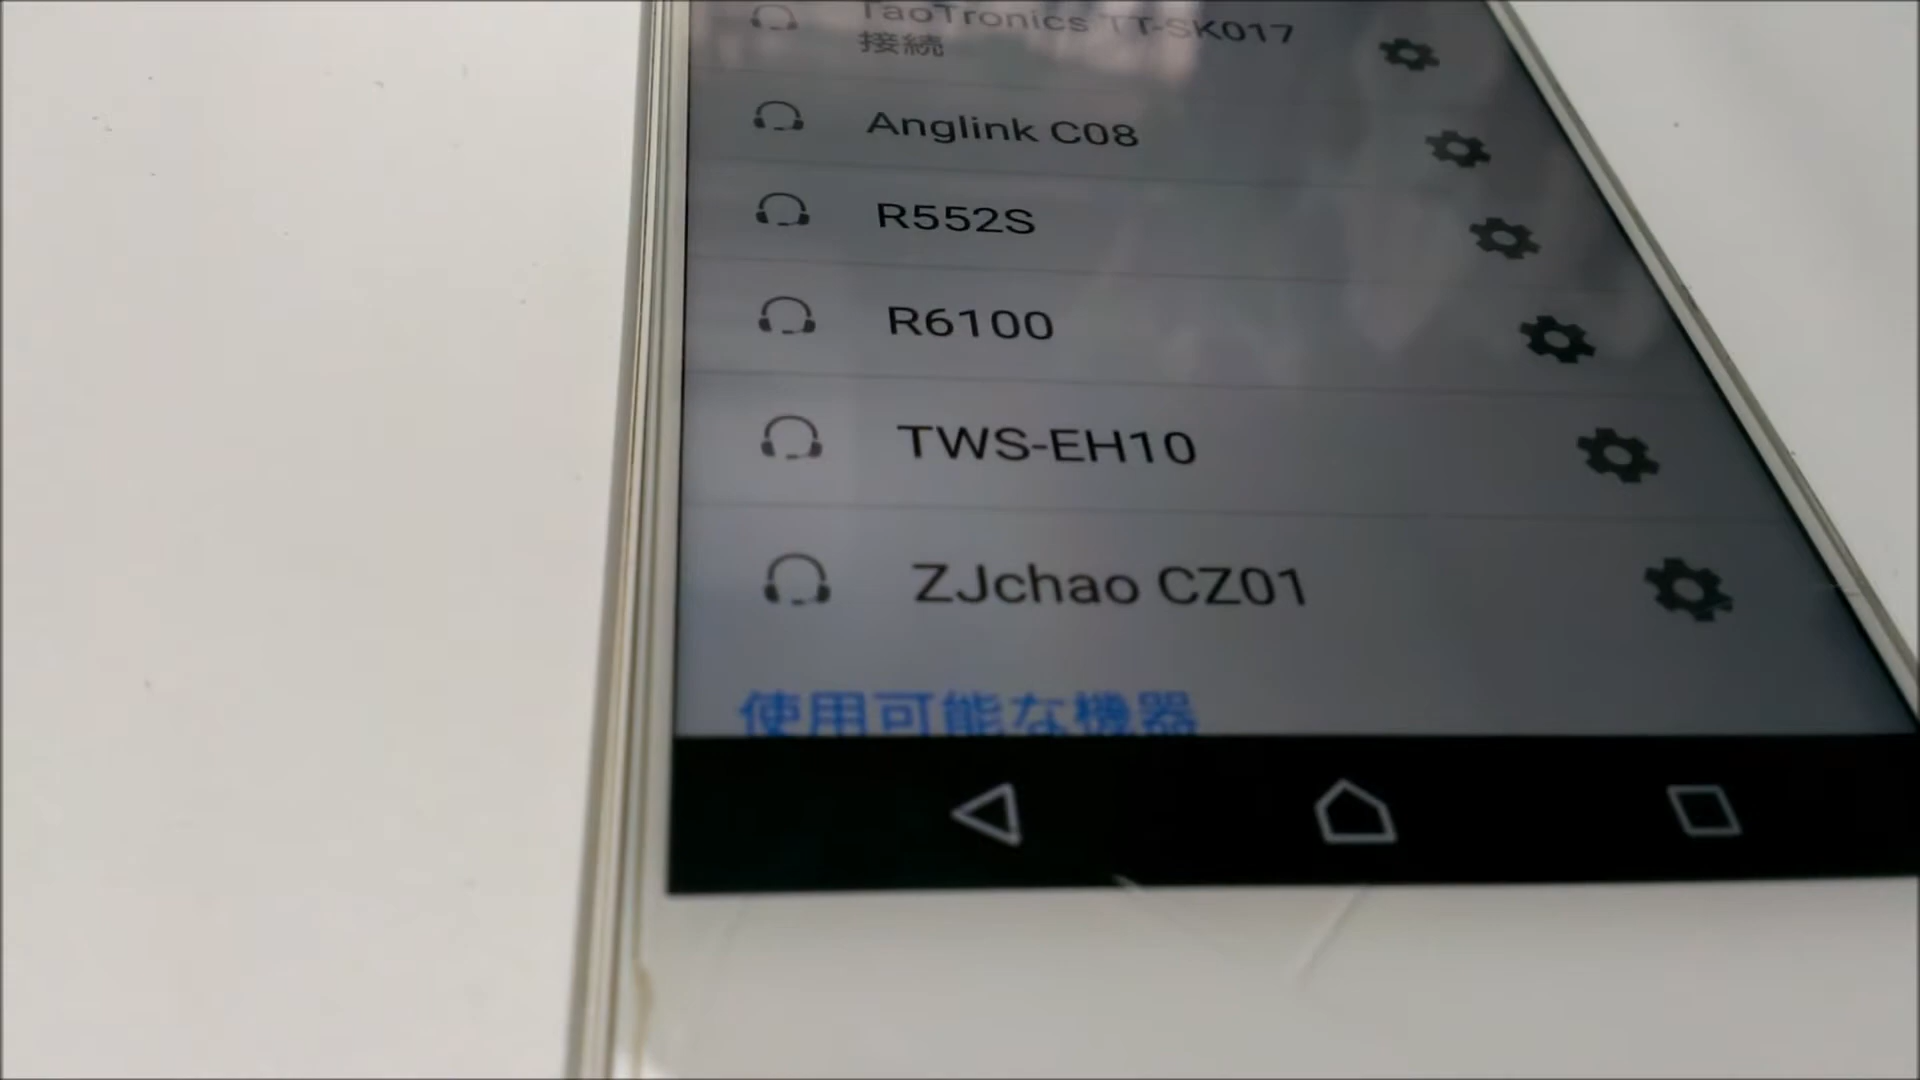 TaoTronics TT-SK017
接続
Anglink C08
R552S
R6100
TWS-EH10
ZJchao CZ01
使用可能な機器